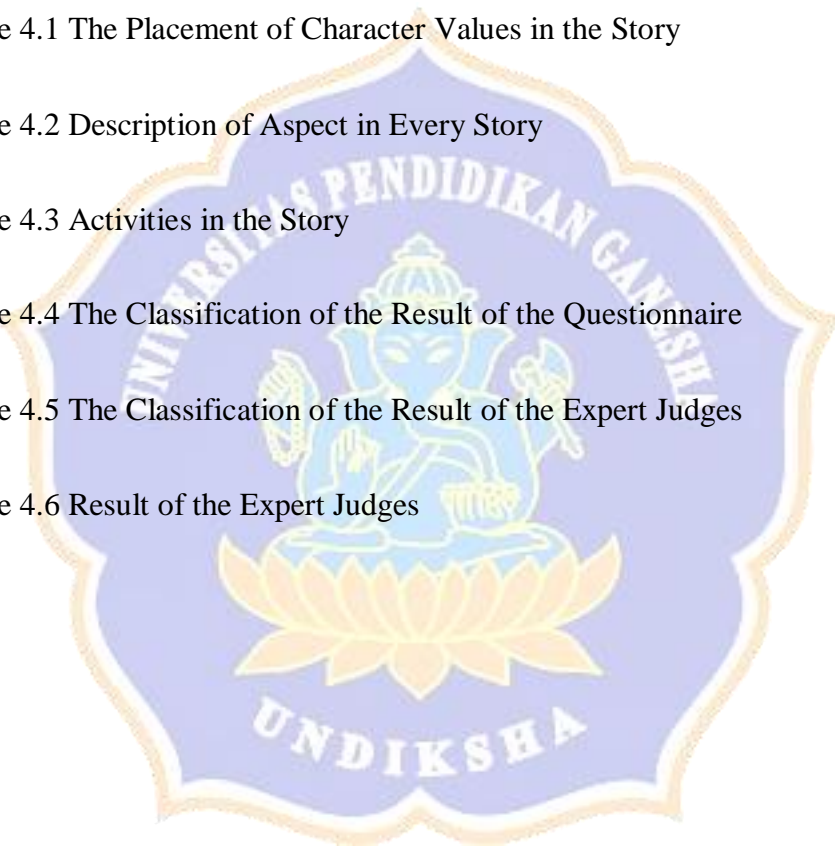 e 4.1 The Placement of Character Values in the Story
e 4.2 Description of Aspect in Every Story
UNIVERSITAS PENDIDIKAN GANESHA
e 4.3 Activities in the Story
e 4.4 The Classification of the Result of the Questionnaire
e 4.5 The Classification of the Result of the Expert Judges
e 4.6 Result of the Expert Judges
UNDIKSHA